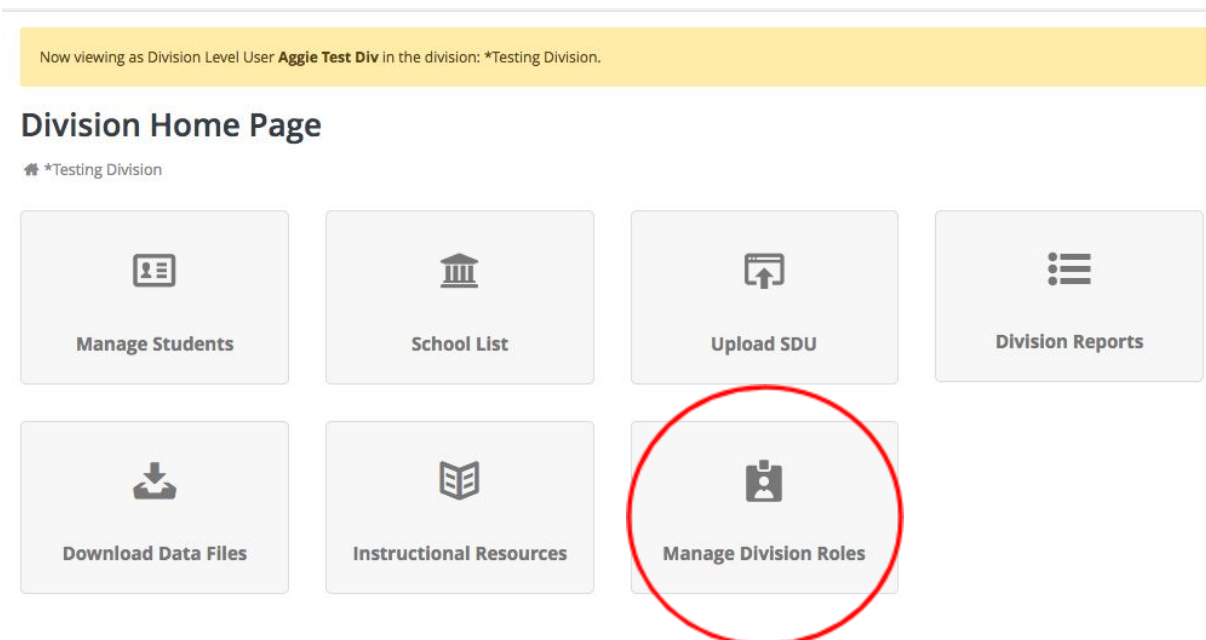 Now viewing as Division Level User Aggie Test Div in the division: *Testing Division.
Division Home Page
*Testing Division
Manage Students
School List
Upload SDU
Division Reports
Download Data Files
Instructional Resources
Manage Division Roles